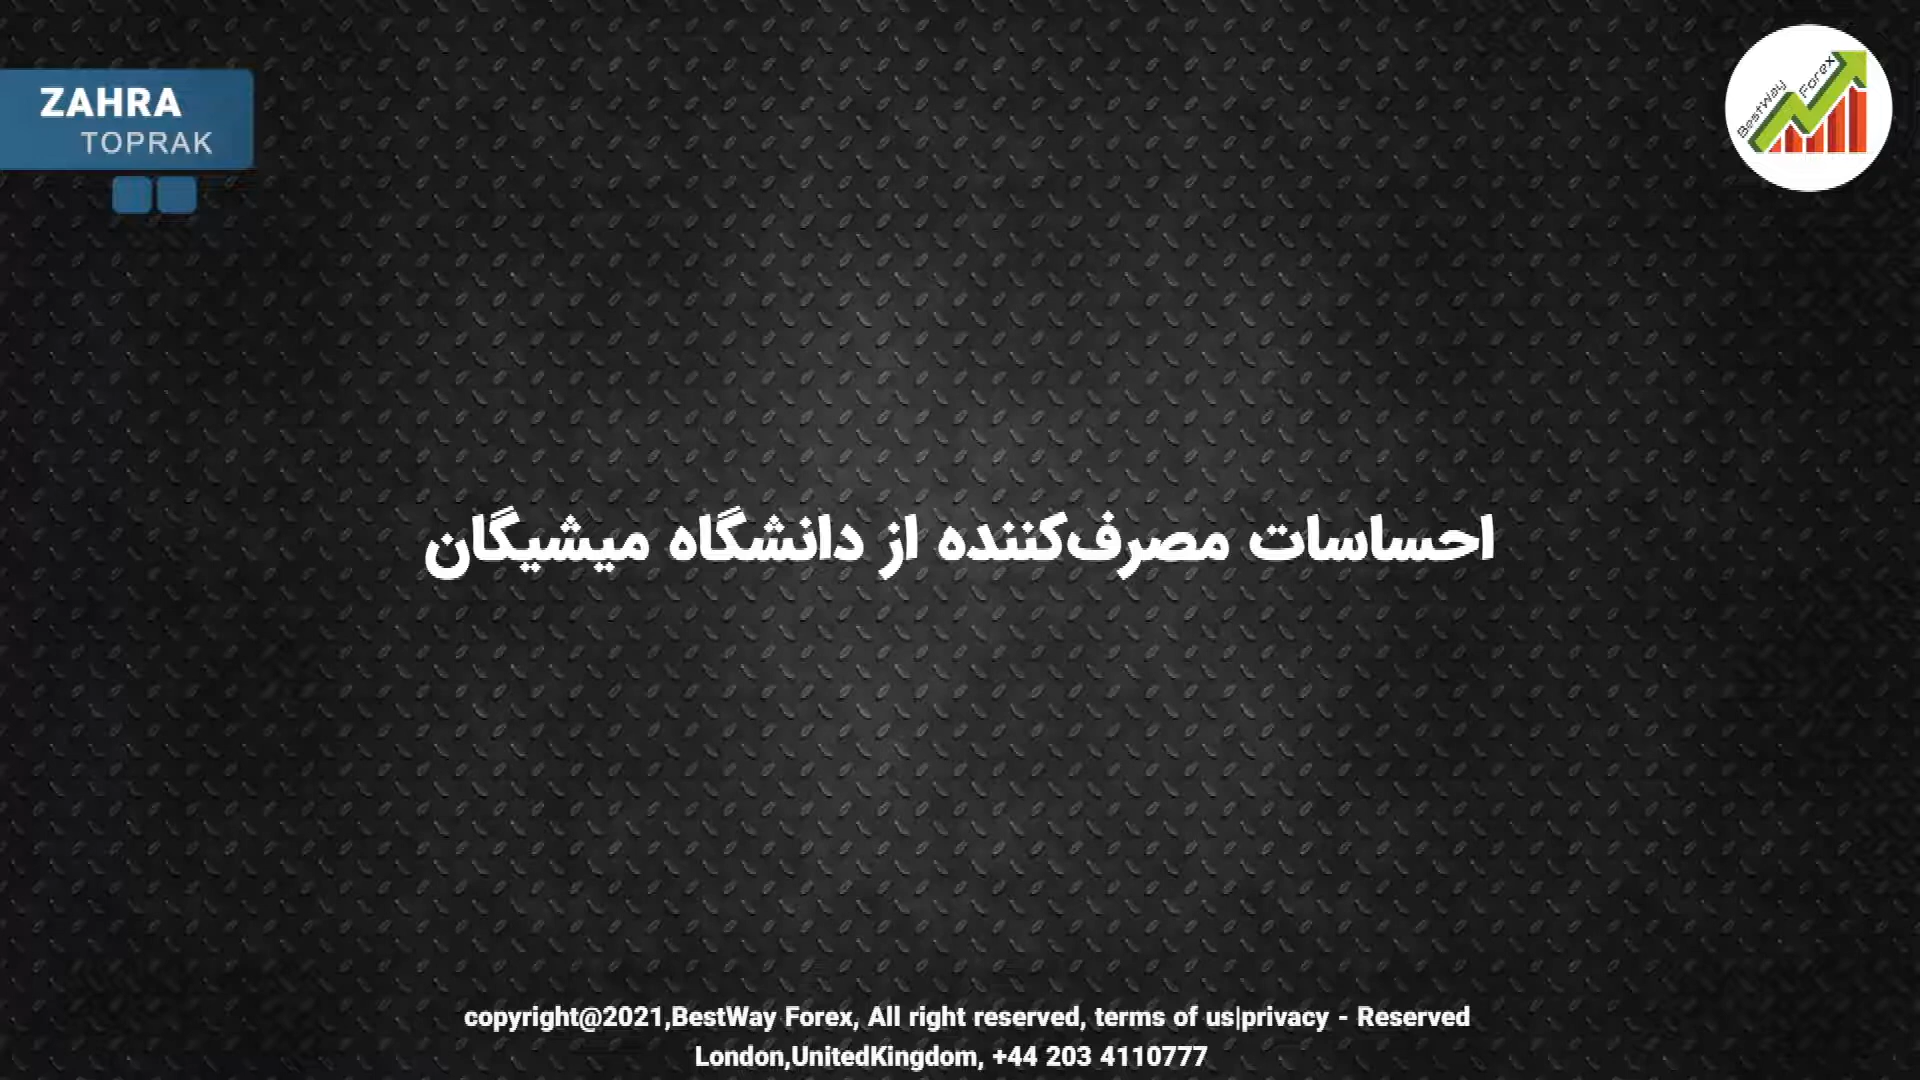 ZAHRA
TOPRAK
BestWay Forex
احساسات مصرف‌کننده از دانشگاه میشیگان
copyright@2021,BestWay Forex, All right reserved, terms of us|privacy - Reserved
London,UnitedKingdom, +44 203 4110777